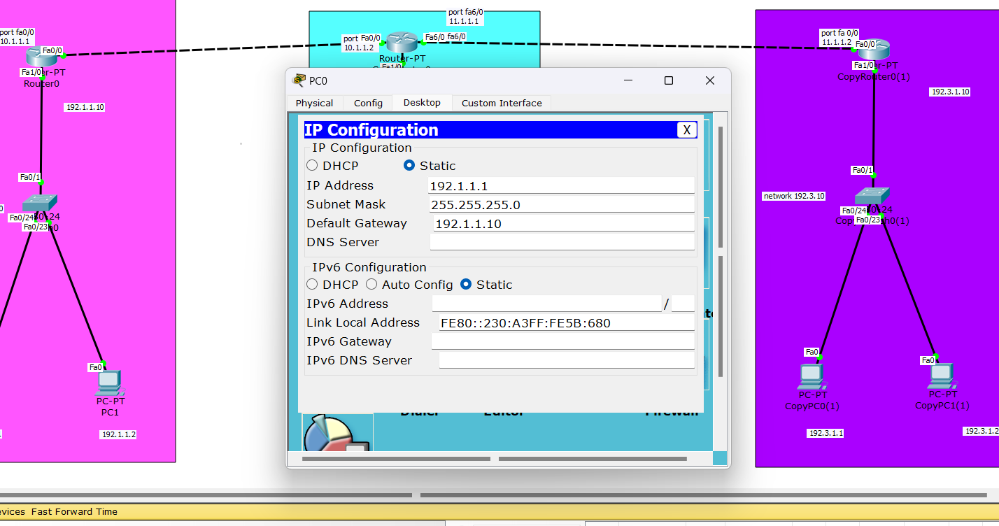 port fa0/0
10.1.1.1
Fa0/0
Fa1/0
er-PT
Router0
192.1.1.10
Fa0/1
Fa0/24
24
Fa0/23
PC-PT
PC1
Fa0
192.1.1.2
port fa6/0
11.1.1.1
port Fa0/0
10.1.1.2
Fa6/0 fa6/0
Router-PT
PC0
Physical
Config
Desktop
Custom Interface
IP Configuration
X
IP Configuration
DHCP
Static
IP Address 192.1.1.1
Subnet Mask 255.255.255.0
Default Gateway 192.1.1.10
DNS Server
IPv6 Configuration
DHCP
Auto Config
Static
IPv6 Address /
Link Local Address FE80::230:A3FF:FE5B:680
IPv6 Gateway
IPv6 DNS Server
Dialer
Editor
Firewall
port fa 0/0
11.1.1.2
Fa0/0
Fa1/0
er-PT
CopyRouter0(1)
192.3.1.10
Fa0/1
network 192.3.10
Fa0/24
24
Fa0/23
Fa0
PC-PT
CopyPC0(1)
192.3.1.1
Fa0
PC-PT
CopyPC1(1)
192.3.1.2
evices Fast Forward Time